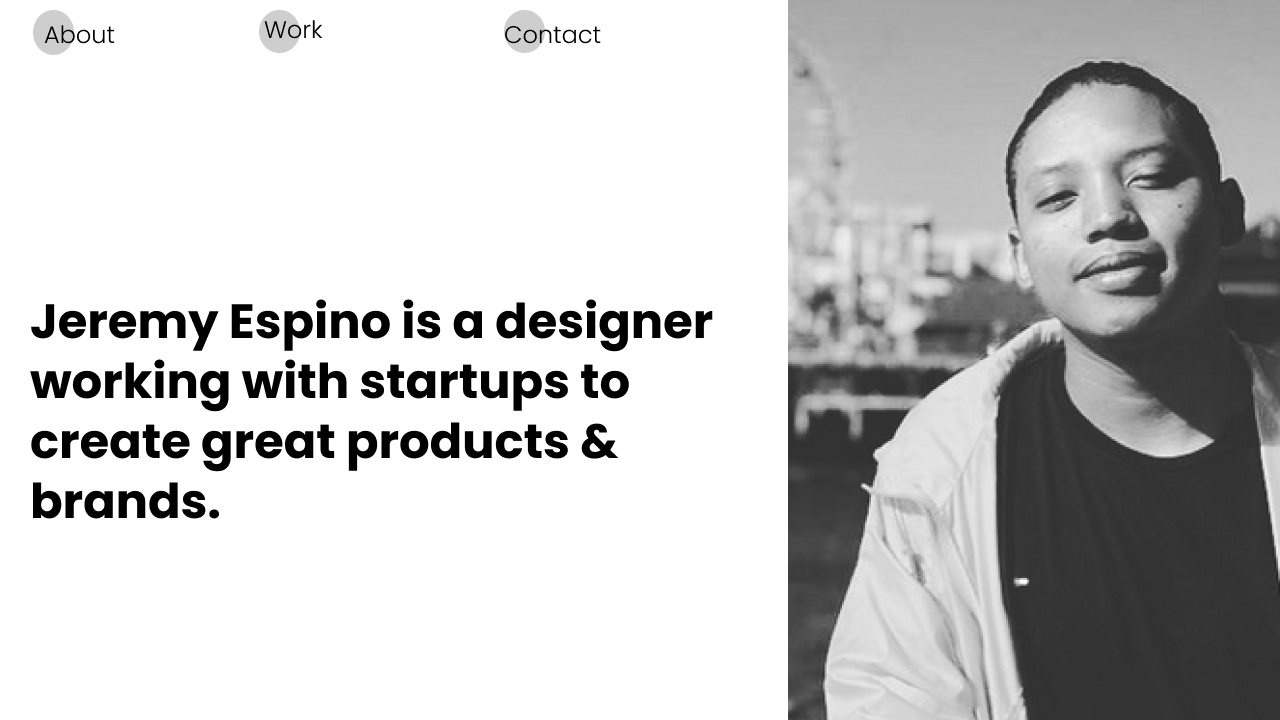 About
Work
Contact
Jeremy Espino is a designer
working with startups to
create great products &
brands.